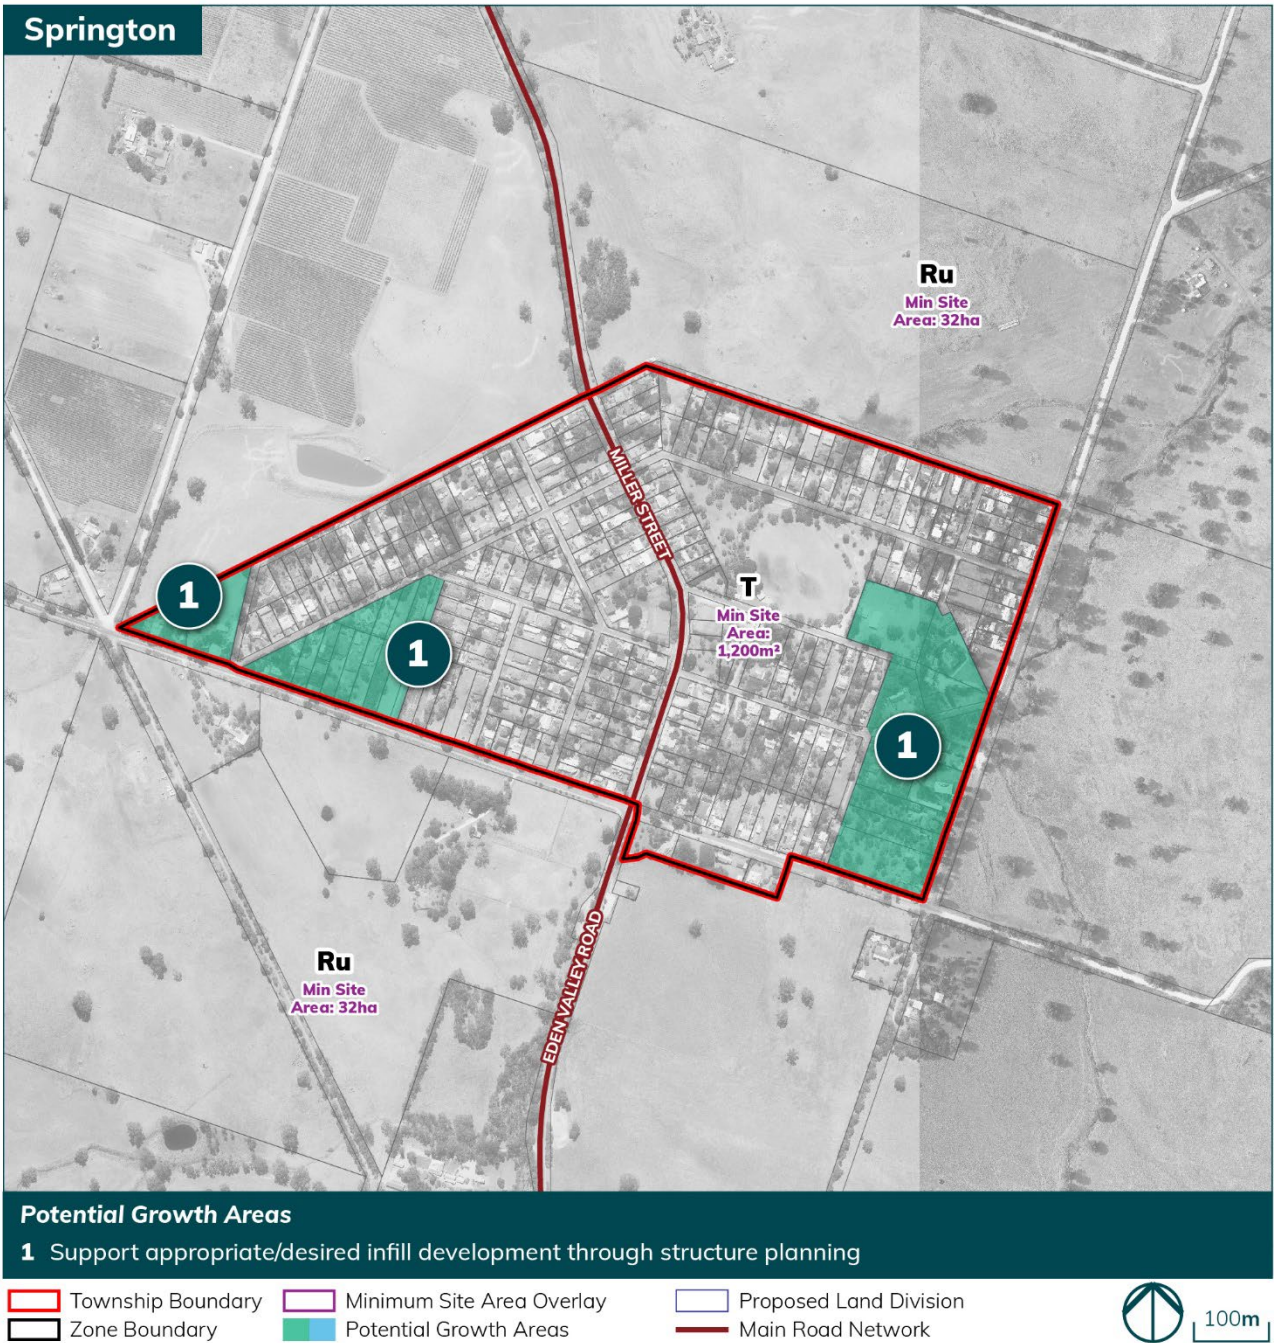 Springton
Ru
Min Site
Area: 32ha
MILLER STREET
T
Min Site
Area:
1,200m²
1
1
1
Ru
Min Site
Area: 32ha
EDEN VALLEY ROAD
Potential Growth Areas
1 Support appropriate/desired infill development through structure planning
Township Boundary
Minimum Site Area Overlay
Proposed Land Division
Zone Boundary
Potential Growth Areas
Main Road Network
100m